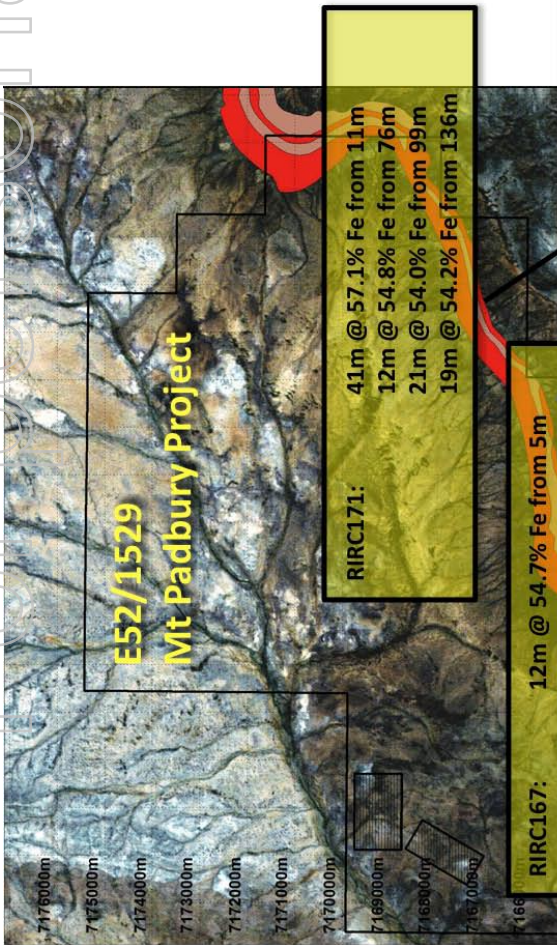 E52/1529
Mt Padbury Project
RIRC171: 41m @ 57.1% Fe from 11m
12m @ 54.8% Fe from 76m
21m @ 54.0% Fe from 99m
19m @ 54.2% Fe from 136m
RIRC167: 12m @ 54.7% Fe from 5m
7176000m
7175000m
7174000m
7173000m
7172000m
7171000m
7170000m
7169000m
7168000m
7167000m